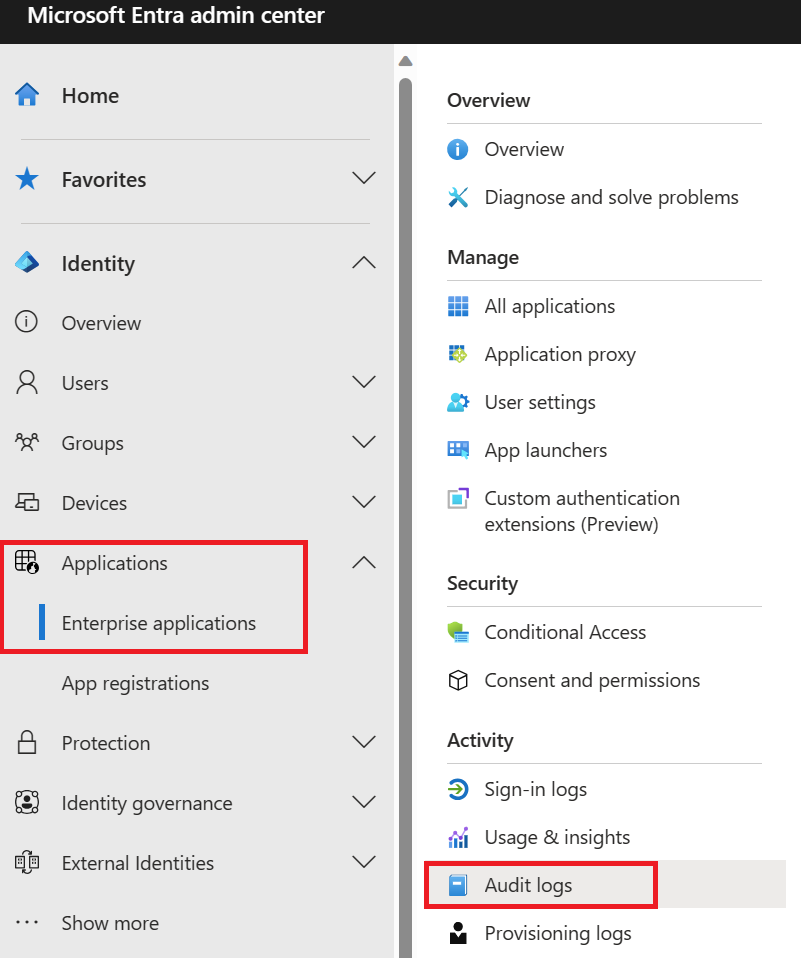 Microsoft Entra admin center
Home
Favorites
Identity
Overview
Users
Groups
Devices
Applications
Enterprise applications
App registrations
Protection
Identity governance
External Identities
Show more
Overview
Overview
Diagnose and solve problems
Manage
All applications
Application proxy
User settings
App launchers
Custom authentication
extensions (Preview)
Security
Conditional Access
Consent and permissions
Activity
Sign-in logs
Usage & insights
Audit logs
Provisioning logs